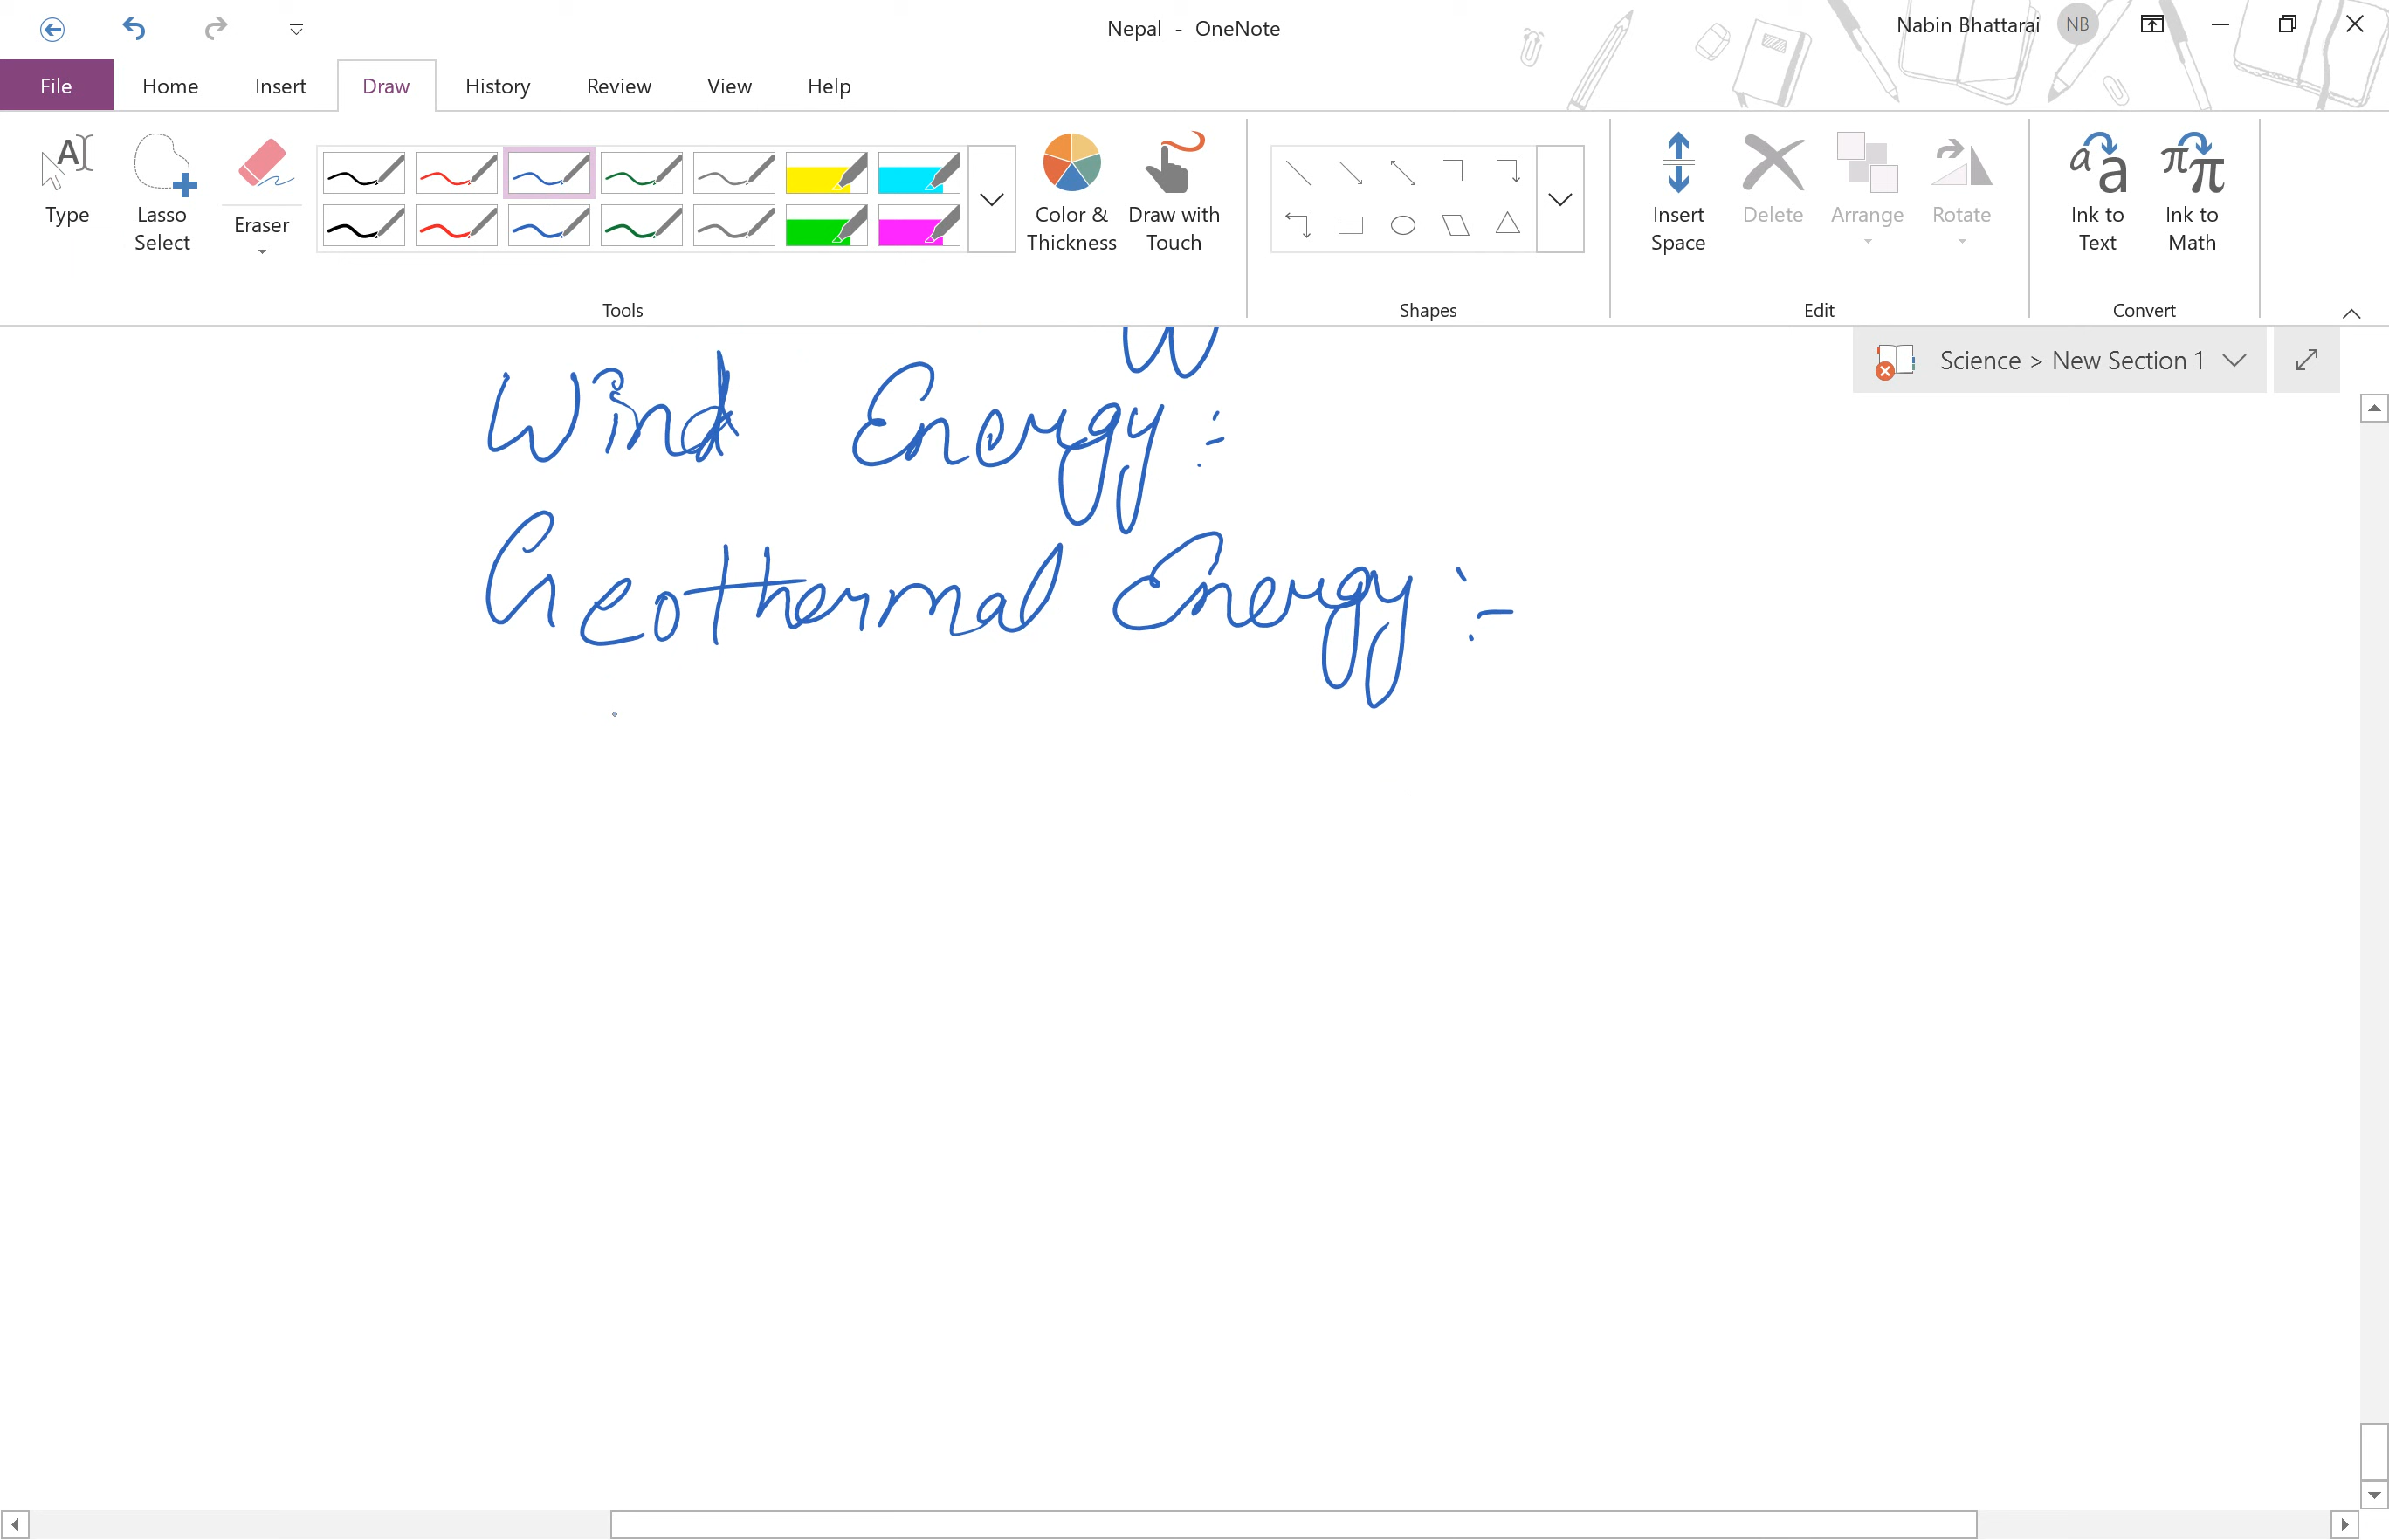 Nepal - OneNote
Nabin Bhattarai NB
File Home Insert Draw History Review View Help
Type
Lasso Select
Eraser
Color & Thickness
Draw with Touch
Insert Space
Delete
Arrange
Rotate
Ink to Text
Ink to Math
Tools
Shapes
Edit
Convert
Science > New Section 1
Wind Energy :-
Geothermal Energy :-